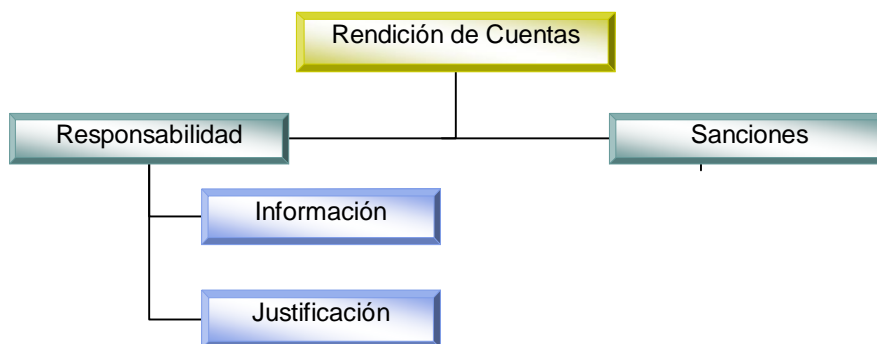 Rendición de Cuentas
Responsabilidad
Sanciones
Información
Justificación